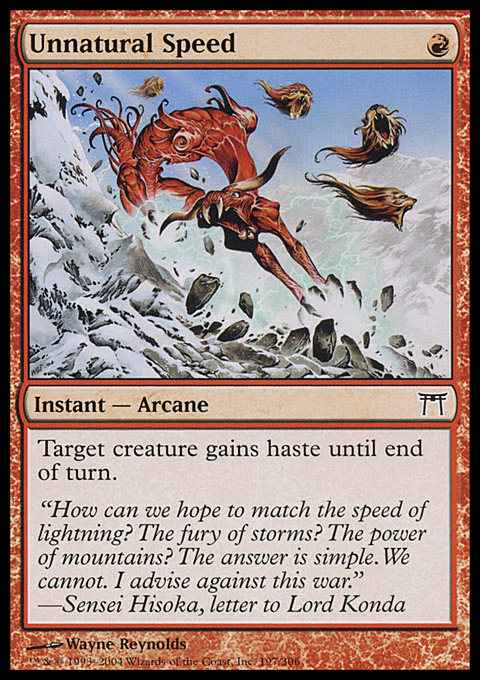 Unnatural Speed
Instant — Arcane
Target creature gains haste until end
of turn.
“How can we hope to match the speed of
lightning? The fury of storms? The power
of mountains? The answer is simple. We
cannot. I advise against this war.”
—Sensei Hisoka, letter to Lord Konda
Wayne Reynolds
™ & © 1993–2004 Wizards of the Coast, Inc. 197/306